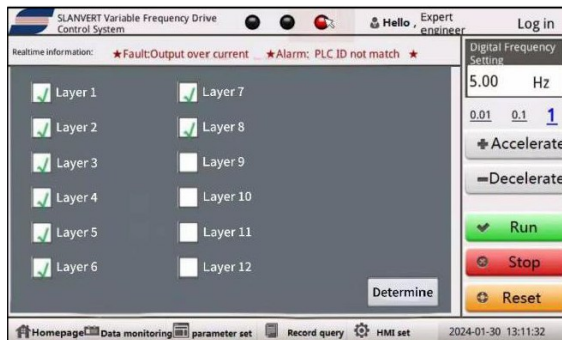 SLANVERT Variable Frequency Drive
Control System
Hello , Expert
engineer
Log in
Realtime information: ★Fault:Output over current ★Alarm: PLC ID not match ★
Digital Frequency
Setting
5.00 Hz
0.01 0.1 1
Accelerate
Decelerate
Run
Stop
Reset
Layer 1
Layer 2
Layer 3
Layer 4
Layer 5
Layer 6
Layer 7
Layer 8
Layer 9
Layer 10
Layer 11
Layer 12
Determine
Homepage Data monitoring parameter set Record query HMI set 2024-01-30 13:11:32